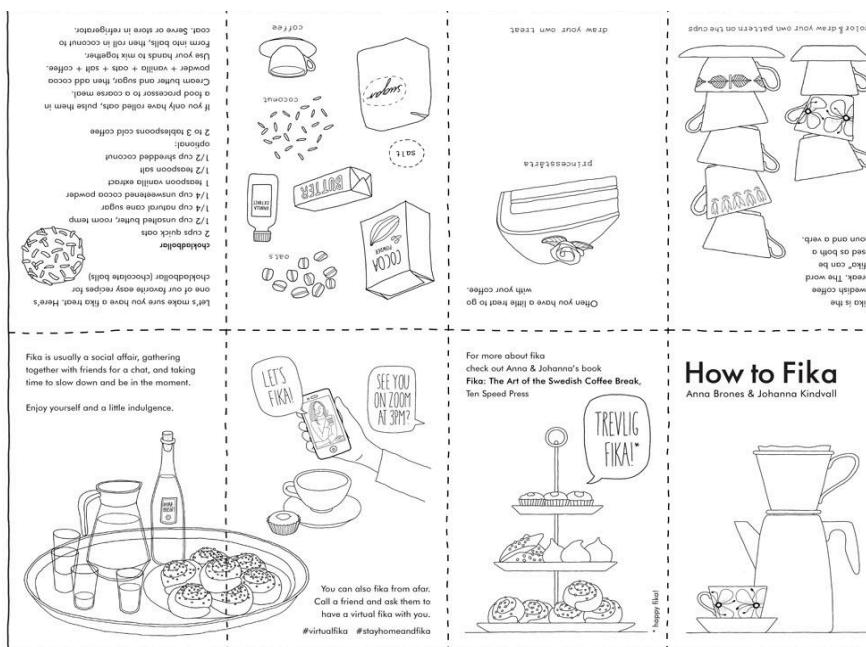 How to Fika
Anna Brones & Johanna Kindvall
ika is the
wedish coffee
reak. The word
fika" can be
sed as both a
oun and a verb.
olor & draw your own pattern on the cups
Often you have a little treat to go
with your coffee.
prinsesstårta
draw your own treat
oats
COCOA
POWDER
VANILLA
EXTRACT
BUTTER
salt
coconut
sugar
coffee
Let's make sure you have a fika treat. Here's
one of our favorite easy recipes for
chokladbollar (chocolate balls)
chokladbollar
2 cups quick oats
1/2 cup unsalted butter, room temp
1/4 cup natural cane sugar
1/4 cup unsweetened cocoa powder
1 teaspoon vanilla extract
1/2 teaspoon salt
1/2 cup shredded coconut
optional:
2 to 3 tablespoons cold coffee
If you only have rolled oats, pulse them in
a food processor to a coarse meal.
Cream butter and sugar, then add cocoa
powder + vanilla + oats + salt + coffee.
Use your hands to mix together.
Form into balls, then roll in coconut to
coat. Serve or store in refrigerator.
Fika is usually a social affair, gathering
together with friends for a chat, and taking
time to slow down and be in the moment.
Enjoy yourself and a little indulgence.
LET'S
FIKA!
SEE YOU
ON ZOOM
AT 3PM?
You can also fika from afar.
Call a friend and ask them to
have a virtual fika with you.
#virtualfika #stayhomeandfika
For more about fika
check out Anna & Johanna's book
Fika: The Art of the Swedish Coffee Break,
Ten Speed Press
TREVLIG
FIKA!*
* happy fika!